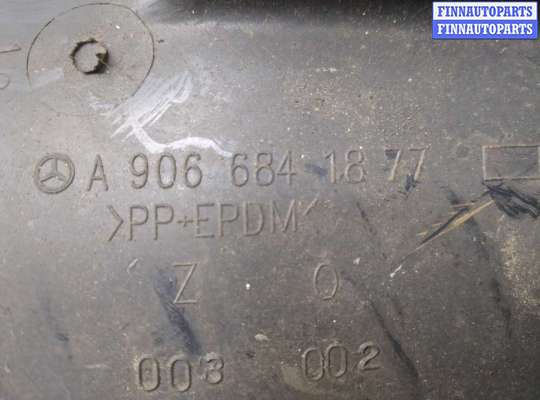 FINNAUTOPARTS
FINNAUTOPARTS
A 906 684 18 77
>PP+EPDM<
Z O
003 002